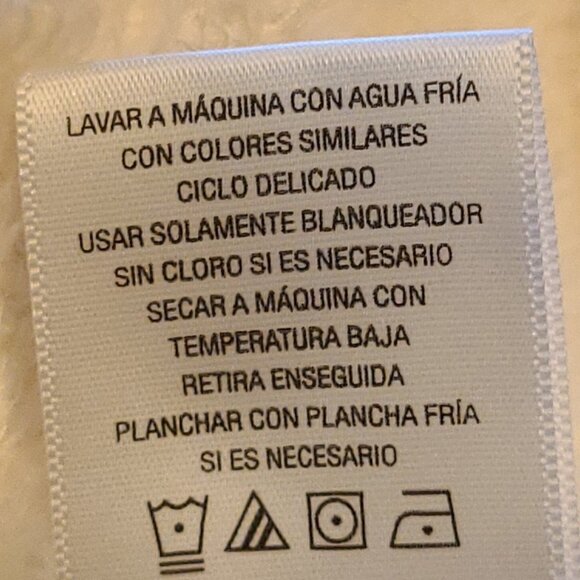 LAVAR A MÁQUINA CON AGUA FRÍA
CON COLORES SIMILARES
CICLO DELICADO
USAR SOLAMENTE BLANQUEADOR
SIN CLORO SI ES NECESARIO
SECAR A MÁQUINA CON
TEMPERATURA BAJA
RETIRA ENSEGUIDA
PLANCHAR CON PLANCHA FRÍA
SI ES NECESARIO